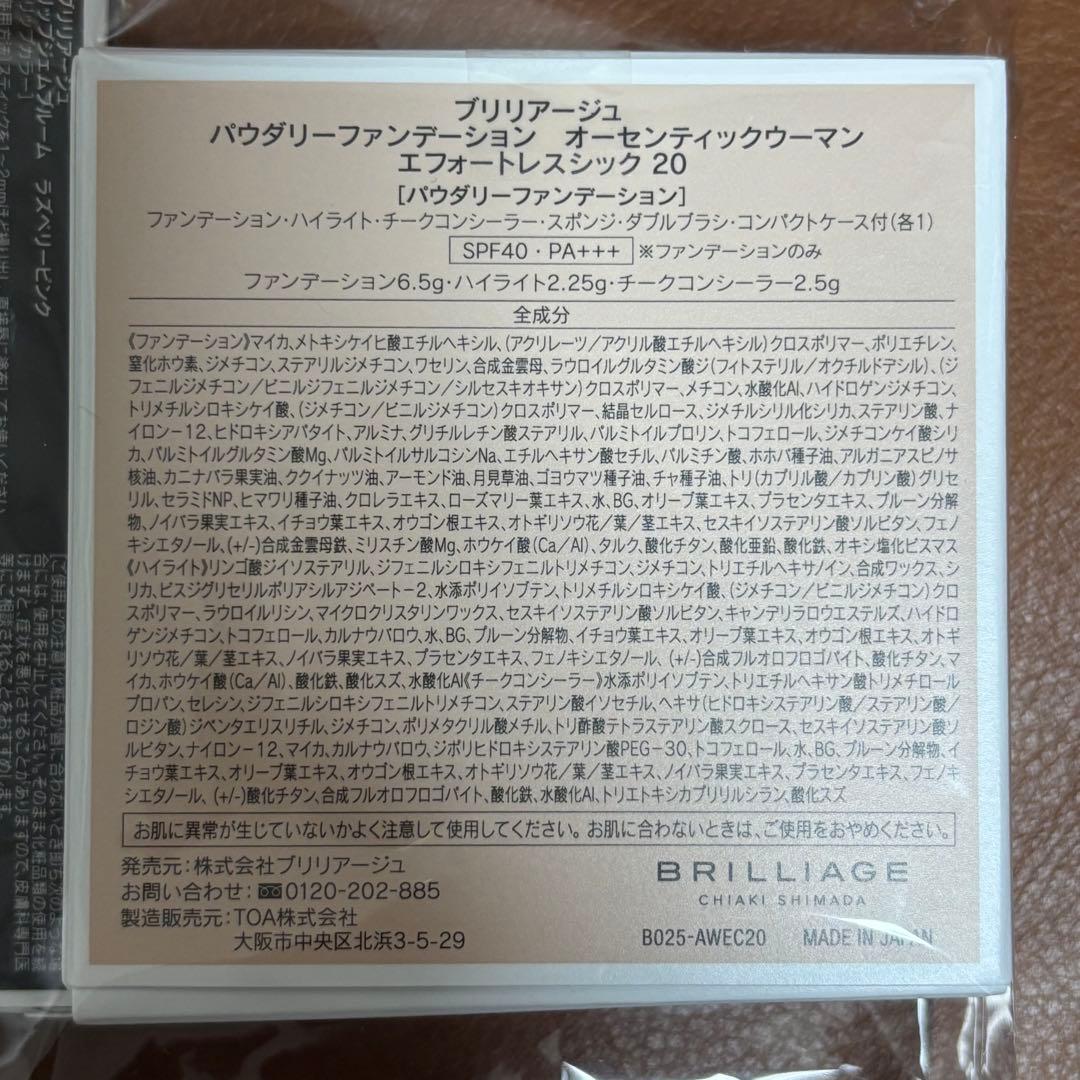 ブリリアージュ
パウダリーファンデーション　オーセンティックウーマン
エフォートレスシック 20
[パウダリーファンデーション]
ファンデーション・ハイライト・チークコンシーラー・スポンジ・ダブルブラシ・コンパクトケース付(各1)
SPF40・PA+++ ※ファンデーションのみ
ファンデーション6.5g・ハイライト2.25g・チークコンシーラー2.5g
全成分
《ファンデーション》マイカ、メトキシケイヒ酸エチルヘキシル、(アクリレーツ／アクリル酸エチルヘキシル)クロスポリマー、ポリエチレン、
窒化ホウ素、ジメチコン、ステアリルジメチコン、ワセリン、合成金雲母、ラウロイルグルタミン酸ジ(フィトステリル／オクチルドデシル)、(ジ
フェニルジメチコン／ビニルジフェニルジメチコン／シルセスキオキサン)クロスポリマー、メチコン、水酸化Al、ハイドロゲンジメチコン、
トリメチルシロキシケイ酸、(ジメチコン／ビニルジメチコン)クロスポリマー、結晶セルロース、ジメチルシリル化シリカ、ステアリン酸、ナ
イロン－12、ヒドロキシアパタイト、アルミナ、グリチルレチン酸ステアリル、パルミトイルプロリン、トコフェロール、ジメチコンケイ酸シリ
カ、パルミトイルグルタミン酸Mg、パルミトイルサルコシンNa、エチルヘキサン酸セチル、パルミチン酸、ホホバ種子油、アルガニアスピノサ
核油、カニナバラ果実油、ククイナッツ油、アーモンド油、月見草油、ゴヨウマツ種子油、チャ種子油、トリ(カプリル酸／カプリン酸)グリセ
リル、セラミドNP、ヒマワリ種子油、クロレラエキス、ローズマリー葉エキス、水、BG、オリーブ葉エキス、プラセンタエキス、プルーン分解
物、ノイバラ果実エキス、イチョウ葉エキス、オウゴン根エキス、オトギリソウ花／葉／茎エキス、セスキイソステアリン酸ソルビタン、フェノ
キシエタノール、(+/-)合成金雲母鉄、ミリスチン酸Mg、ホウケイ酸(Ca／Al)、タルク、酸化チタン、酸化亜鉛、酸化鉄、オキシ塩化ビスマス
《ハイライト》リンゴ酸ジイソステアリル、ジフェニルシロキシフェニルトリメチコン、ジメチコン、トリエチルヘキサノイン、合成ワックス、シ
リカ、ビスジグリセリルポリアシルアジペート－2、水添ポリイソブテン、トリメチルシロキシケイ酸、(ジメチコン／ビニルジメチコン)クロ
スポリマー、ラウロイルリシン、マイクロクリスタリンワックス、セスキイソステアリン酸ソルビタン、キャンデリラロウエステルズ、ハイドロ
ゲンジメチコン、トコフェロール、カルナウバロウ、水、BG、プルーン分解物、イチョウ葉エキス、オリーブ葉エキス、オウゴン根エキス、オトギ
リソウ花／葉／茎エキス、ノイバラ果実エキス、プラセンタエキス、フェノキシエタノール、(+/-)合成フルオロフロゴパイト、酸化チタン、マ
イカ、ホウケイ酸(Ca／Al)、酸化鉄、酸化スズ、水酸化Al《チークコンシーラー》水添ポリイソブテン、トリエチルヘキサン酸トリメチロール
プロパン、セレシン、ジフェニルシロキシフェニルトリメチコン、ステアリン酸イソセチル、ヘキサ(ヒドロキシステアリン酸／ステアリン酸／
ロジン酸)ジペンタエリスリチル、ジメチコン、ポリメタクリル酸メチル、トリ酢酸テトラステアリン酸スクロース、セスキイソステアリン酸ソ
ルビタン、ナイロン－12、マイカ、カルナウバロウ、ジポリヒドロキシステアリン酸PEG－30、トコフェロール、水、BG、プルーン分解物、イ
チョウ葉エキス、オリーブ葉エキス、オウゴン根エキス、オトギリソウ花／葉／茎エキス、ノイバラ果実エキス、プラセンタエキス、フェノキ
シエタノール、(+/-)酸化チタン、合成フルオロフロゴパイト、酸化鉄、水酸化Al、トリエトキシカプリリルシラン、酸化スズ
お肌に異常が生じていないかよく注意して使用してください。お肌に合わないときは、ご使用をおやめください。
発売元：株式会社ブリリアージュ
お問い合わせ：0120-202-885
製造販売元：TOA株式会社
大阪市中央区北浜3-5-29
BRILLIAGE
CHIAKI SHIMADA
B025-AWEC20 MADE IN JAPAN
ブリリアージュ
リップジェムブルーム ラズベリーピンク